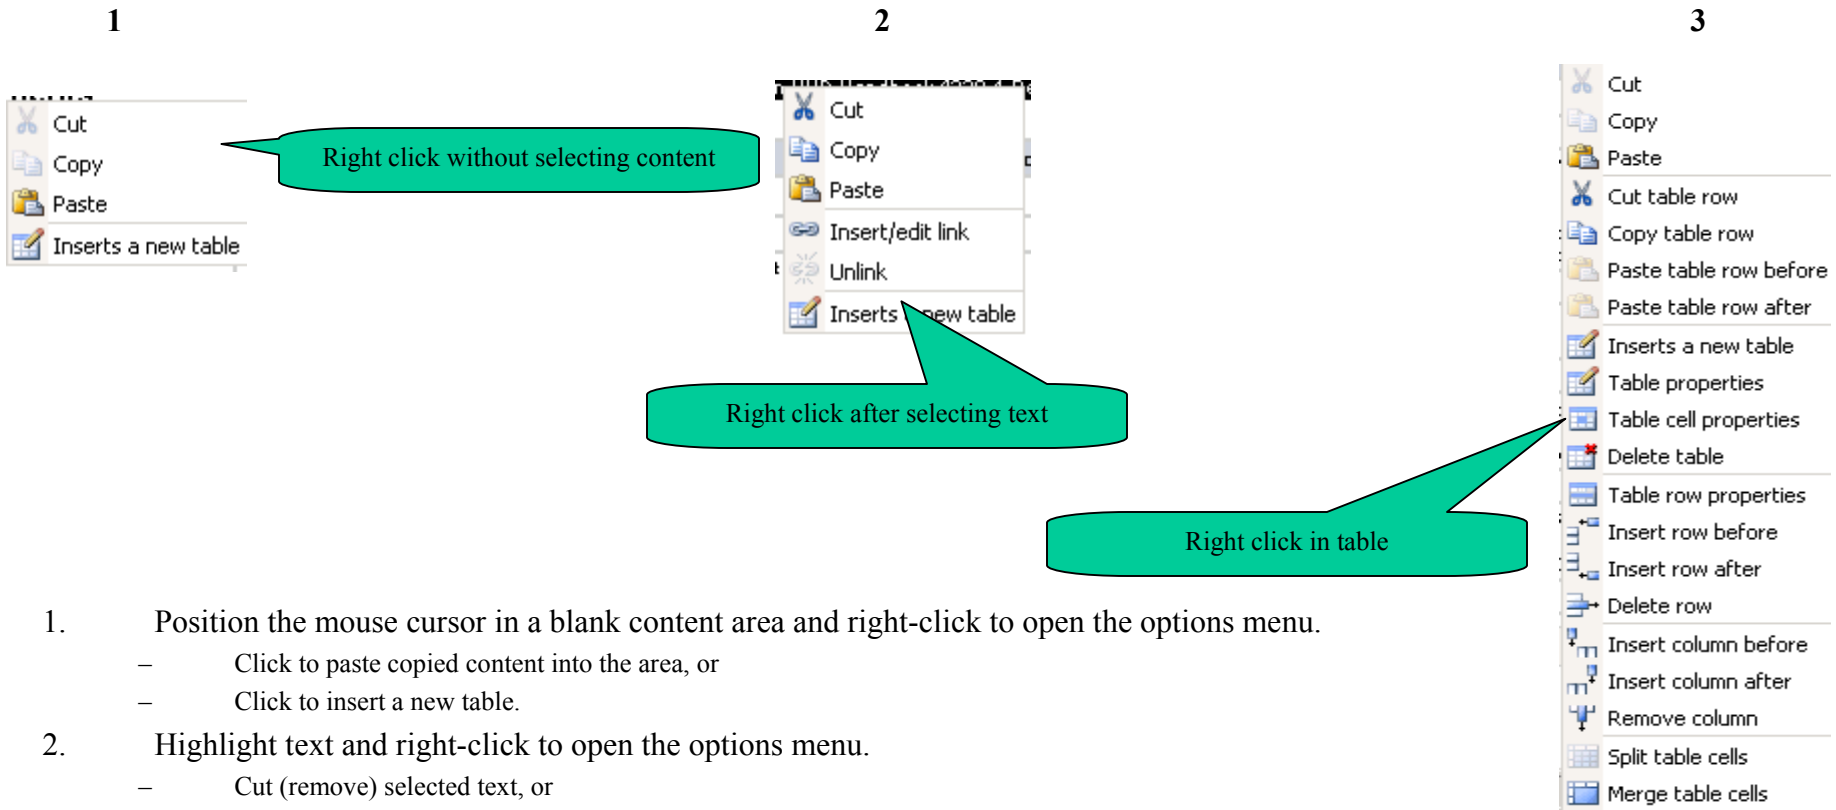 1
2
3
Cut
Copy
Paste
Inserts a new table
Right click without selecting content
Cut
Copy
Paste
Insert/edit link
Unlink
Inserts a new table
Right click after selecting text
Cut
Copy
Paste
Cut table row
Copy table row
Paste table row before
Paste table row after
Inserts a new table
Table properties
Table cell properties
Delete table
Table row properties
Insert row before
Insert row after
Delete row
Insert column before
Insert column after
Remove column
Split table cells
Merge table cells
Right click in table
1. Position the mouse cursor in a blank content area and right-click to open the options menu.
– Click to paste copied content into the area, or
– Click to insert a new table.
2. Highlight text and right-click to open the options menu.
– Cut (remove) selected text, or